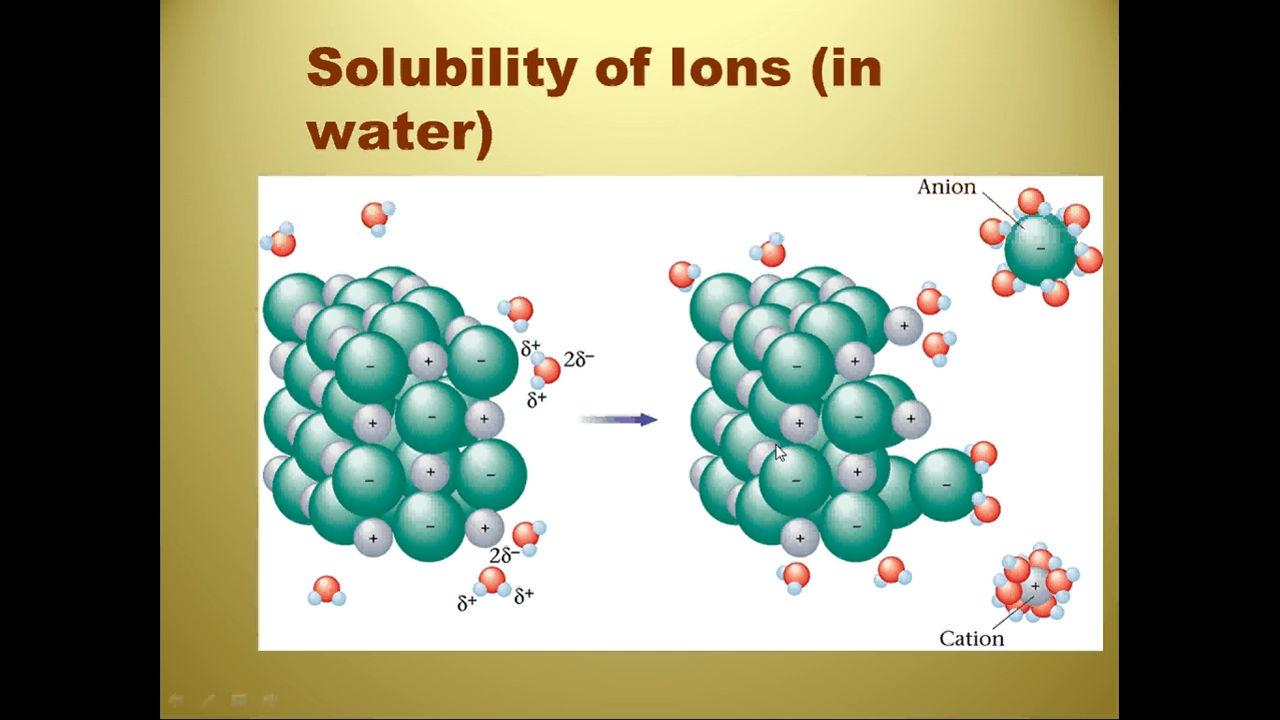 Solubility of Ions (in
water)
Anion
−
+
δ+
2δ−
δ+
−
+
−
+
−
+
−
+
−
+
−
+
2δ−
δ+
δ+
−
+
+
−
+
+
−
+
−
+
−
+
Cation